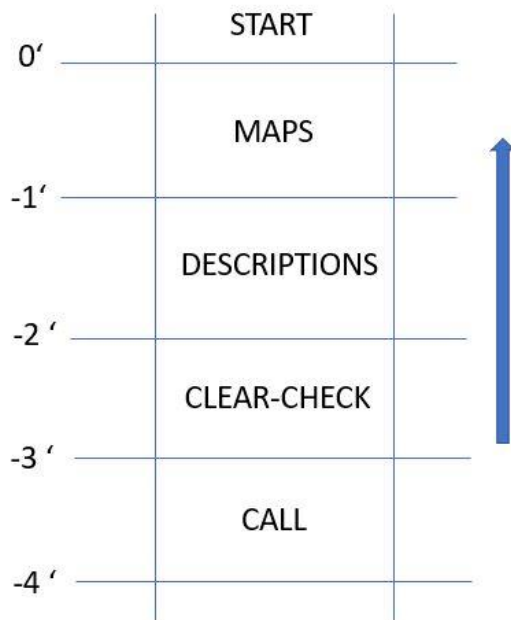 START
0‘
MAPS
-1‘
DESCRIPTIONS
-2 ‘
CLEAR-CHECK
-3 ‘
CALL
-4 ‘